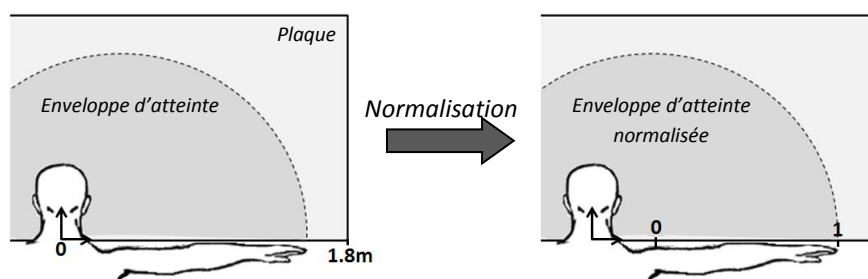 Plaque
Enveloppe d'atteinte
0
1.8m
Normalisation
Enveloppe d'atteinte
normalisée
0
1